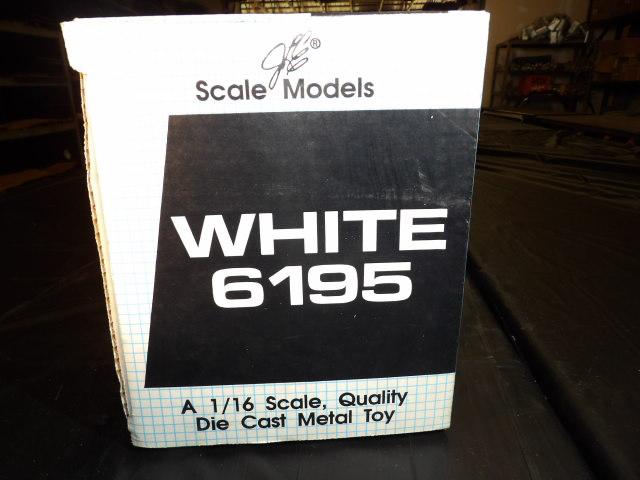 ®
Scale Models
WHITE
6195
A 1/16 Scale, Quality
Die Cast Metal Toy